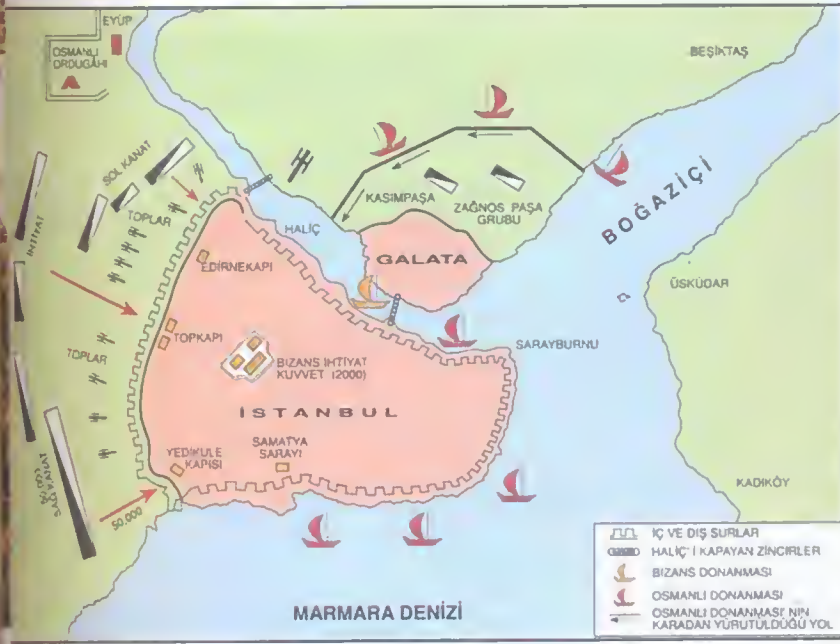 EYÜP
OSMANLI
ORDUGAHI
BEŞİKTAŞ
SOL KANAT
TOPLAR
İHTİYAT
KASIMPAŞA
ZAĞNOS PAŞA
GRUBU
BOĞAZİÇİ
HALİÇ
GALATA
EDİRNEKAPI
ÜSKÜDAR
TOPKAPI
TOPLAR
SARAYBURNU
BİZANS İHTİYAT
KUVVET (2000)
İSTANBUL
YEDİKULE
KAPISI
SAMATYA
SARAYI
SAĞ KANAT
50.000
KADIKÖY
MARMARA DENİZİ
İÇ VE DIŞ SURLAR
HALİÇ'İ KAPAYAN ZİNCİRLER
BİZANS DONANMASI
OSMANLI DONANMASI
OSMANLI DONANMASI'NIN
KARADAN YÜRÜTÜLDÜĞÜ YOL